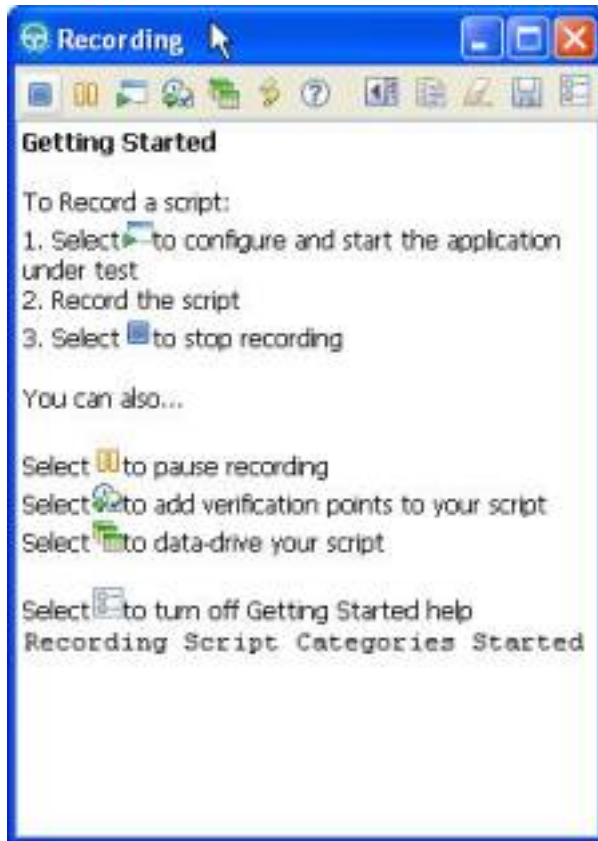 Recording
Getting Started
To Record a script:
1. Select to configure and start the application
under test
2. Record the script
3. Select to stop recording
You can also...
Select to pause recording
Select to add verification points to your script
Select to data-drive your script
Select to turn off Getting Started help
Recording Script Categories Started